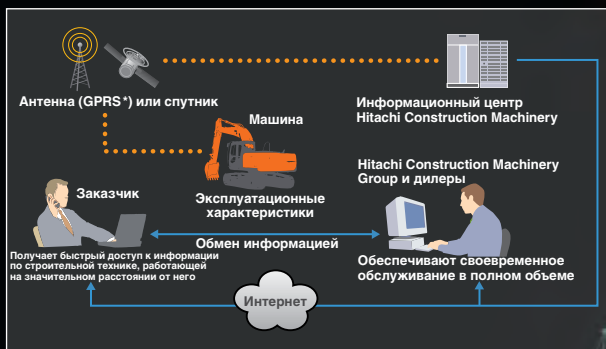 Антенна (GPRS*) или спутник
Информационный центр
Hitachi Construction Machinery
Машина
Эксплуатационные
характеристики
Заказчик
Hitachi Construction Machinery
Group и дилеры
Обмен информацией
Получает быстрый доступ к информации
по строительной технике, работающей
на значительном расстоянии от него
Обеспечивают своевременное
обслуживание в полном объеме
Интернет